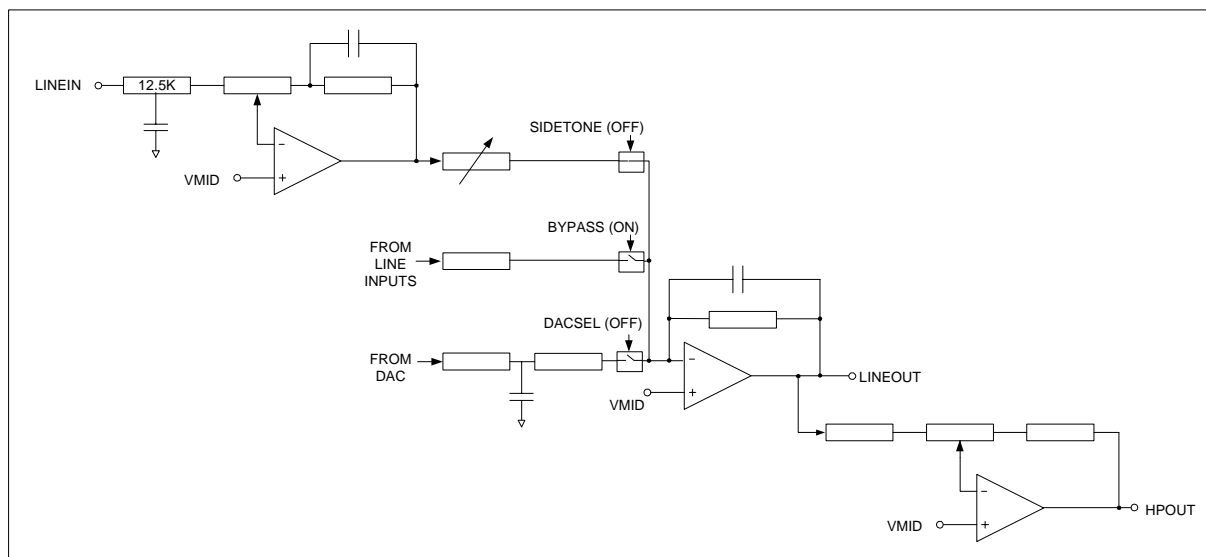 LINEIN
12.5K
−
+
VMID
SIDETONE (OFF)
BYPASS (ON)
FROM
LINE
INPUTS
DACSEL (OFF)
FROM
DAC
−
+
VMID
LINEOUT
−
+
VMID
HPOUT